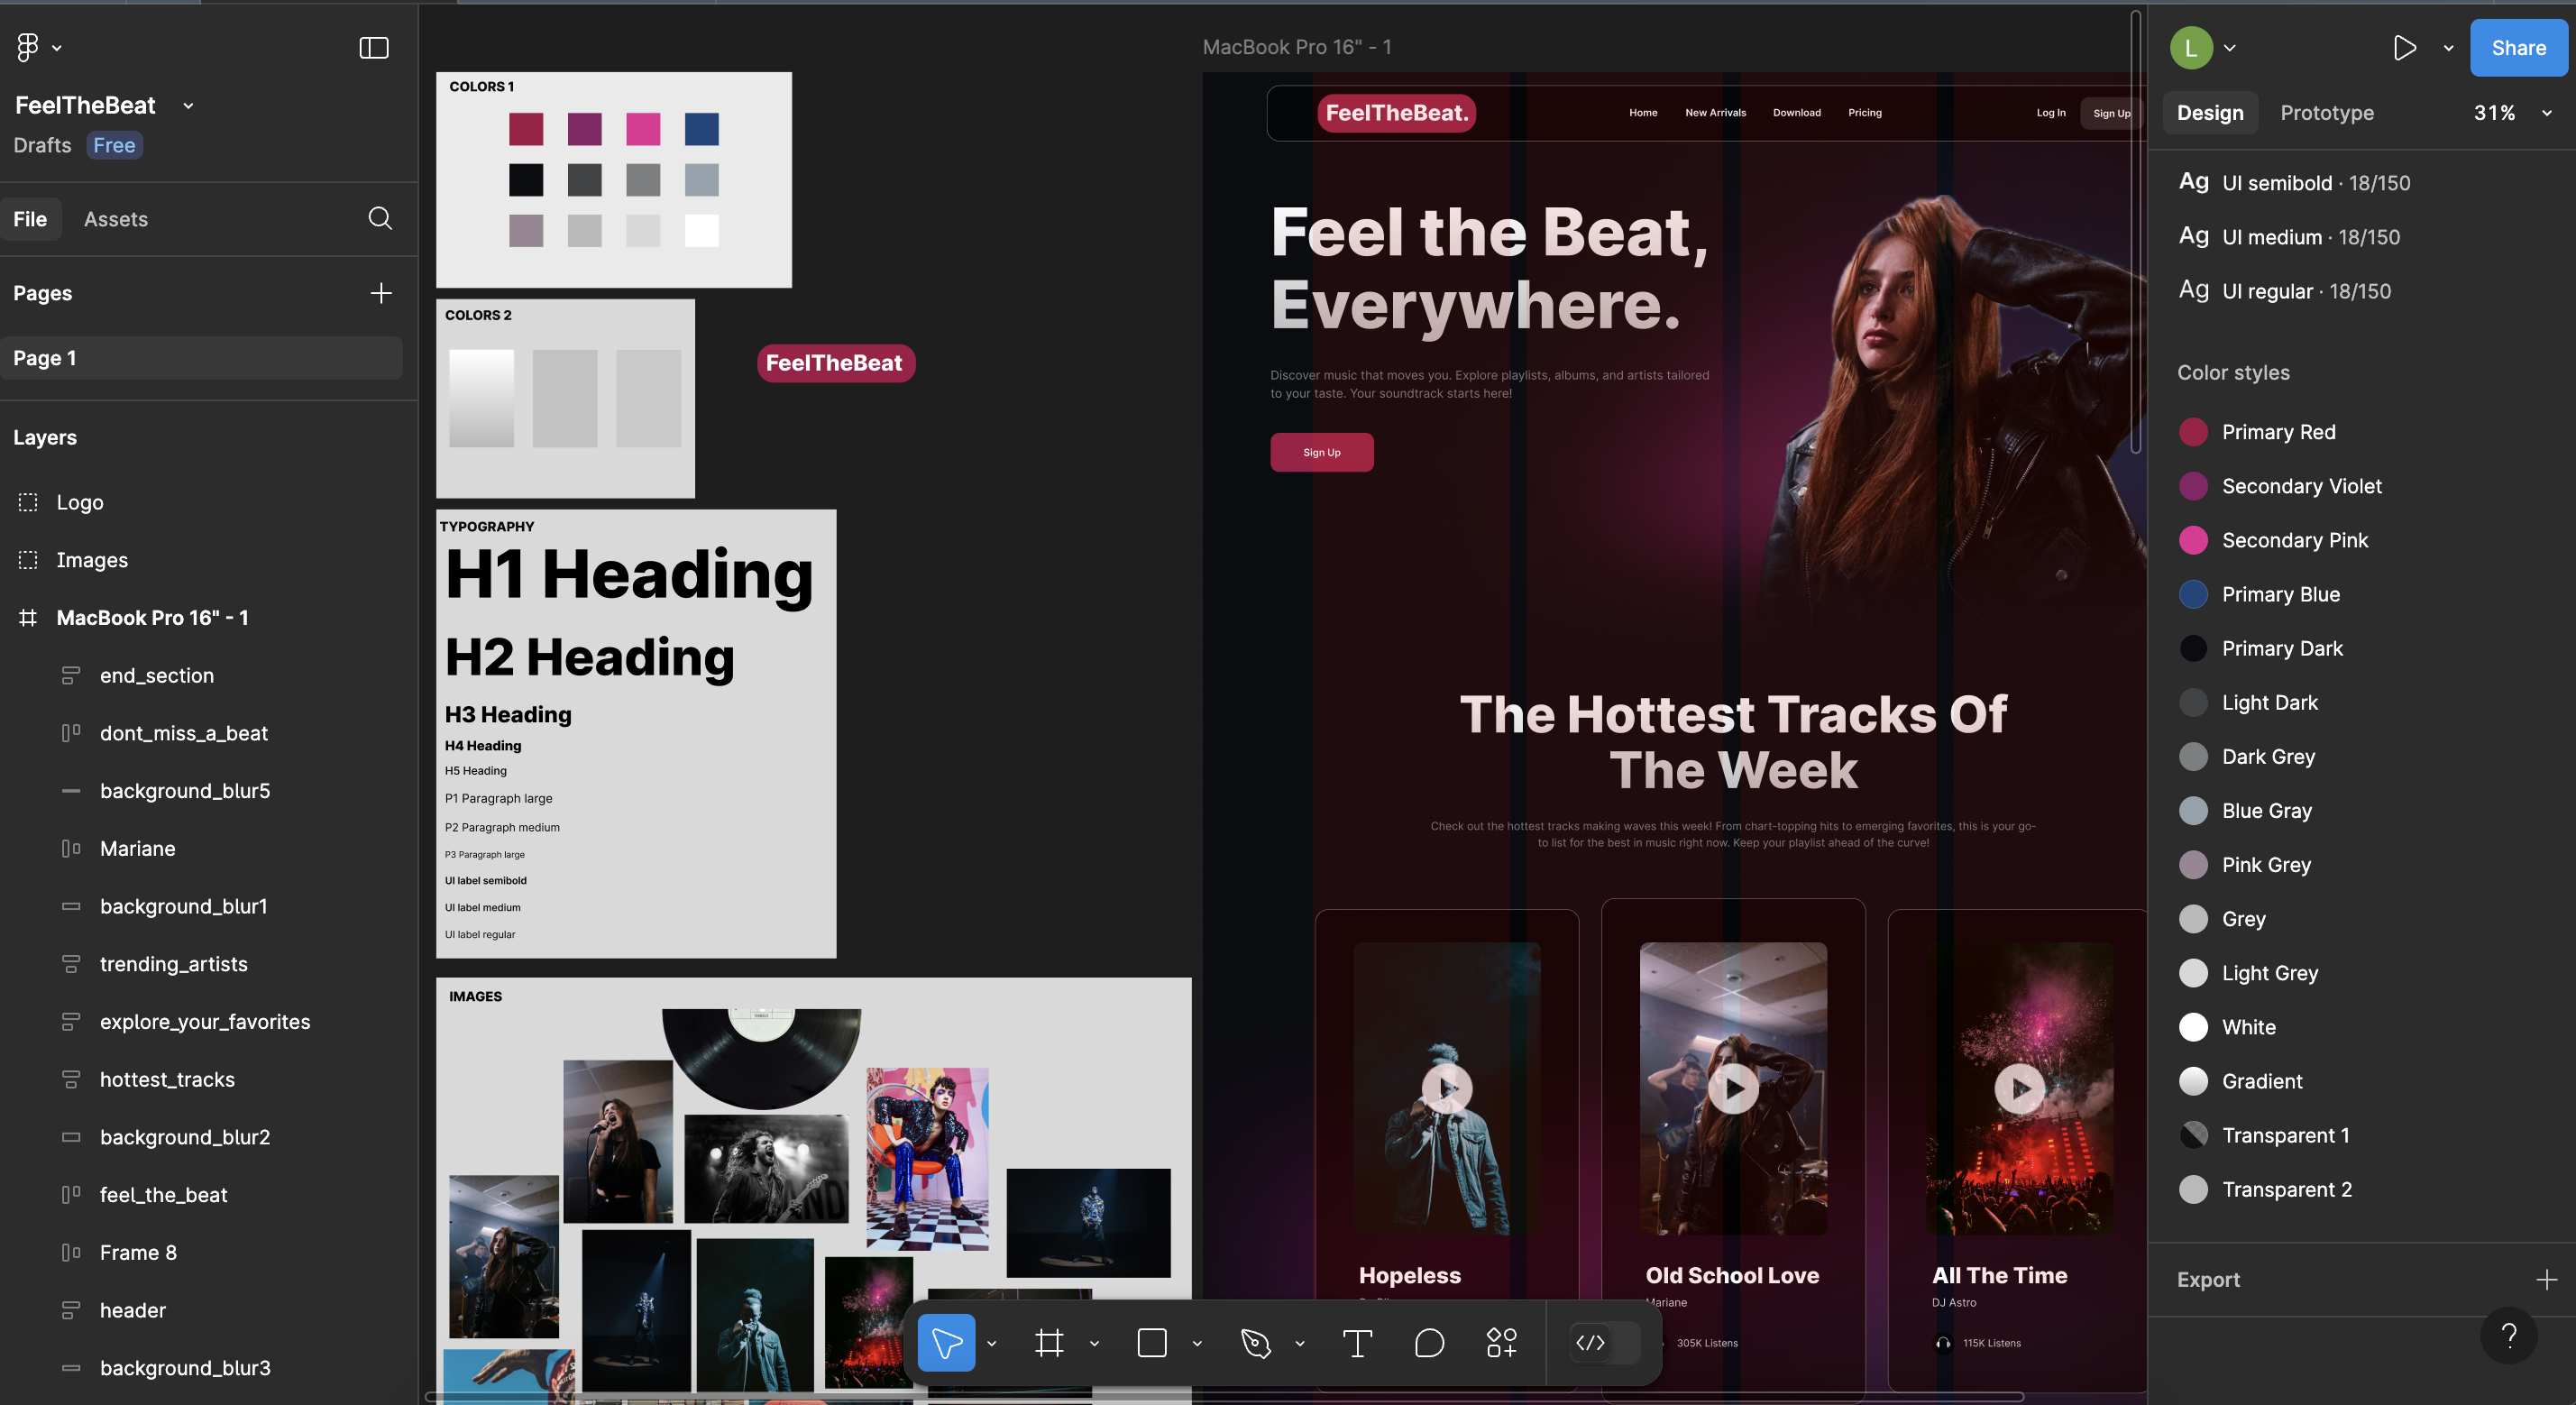 FeelTheBeat
Drafts Free
File Assets
Pages
Page 1
Layers
Logo
Images
MacBook Pro 16" - 1
end_section
dont_miss_a_beat
background_blur5
Mariane
background_blur1
trending_artists
explore_your_favorites
hottest_tracks
background_blur2
feel_the_beat
Frame 8
header
background_blur3
COLORS 1
COLORS 2
FeelTheBeat
TYPOGRAPHY
H1 Heading
H2 Heading
H3 Heading
H4 Heading
H5 Heading
P1 Paragraph large
P2 Paragraph medium
P3 Paragraph large
UI label semibold
UI label medium
UI label regular
IMAGES
MacBook Pro 16" - 1
FeelTheBeat.
Home New Arrivals Download Pricing
Log In Sign Up
Feel the Beat,
Everywhere.
Discover music that moves you. Explore playlists, albums, and artists tailored
to your taste. Your soundtrack starts here!
Sign Up
The Hottest Tracks Of
The Week
Check out the hottest tracks making waves this week! From chart-topping hits to emerging favorites, this is your go-
to list for the best in music right now. Keep your playlist ahead of the curve!
Hopeless
Old School Love
Mariane
305K Listens
All The Time
DJ Astro
115K Listens
L
Share
Design Prototype 31%
Ag UI semibold · 18/150
Ag UI medium · 18/150
Ag UI regular · 18/150
Color styles
Primary Red
Secondary Violet
Secondary Pink
Primary Blue
Primary Dark
Light Dark
Dark Grey
Blue Gray
Pink Grey
Grey
Light Grey
White
Gradient
Transparent 1
Transparent 2
Export
?